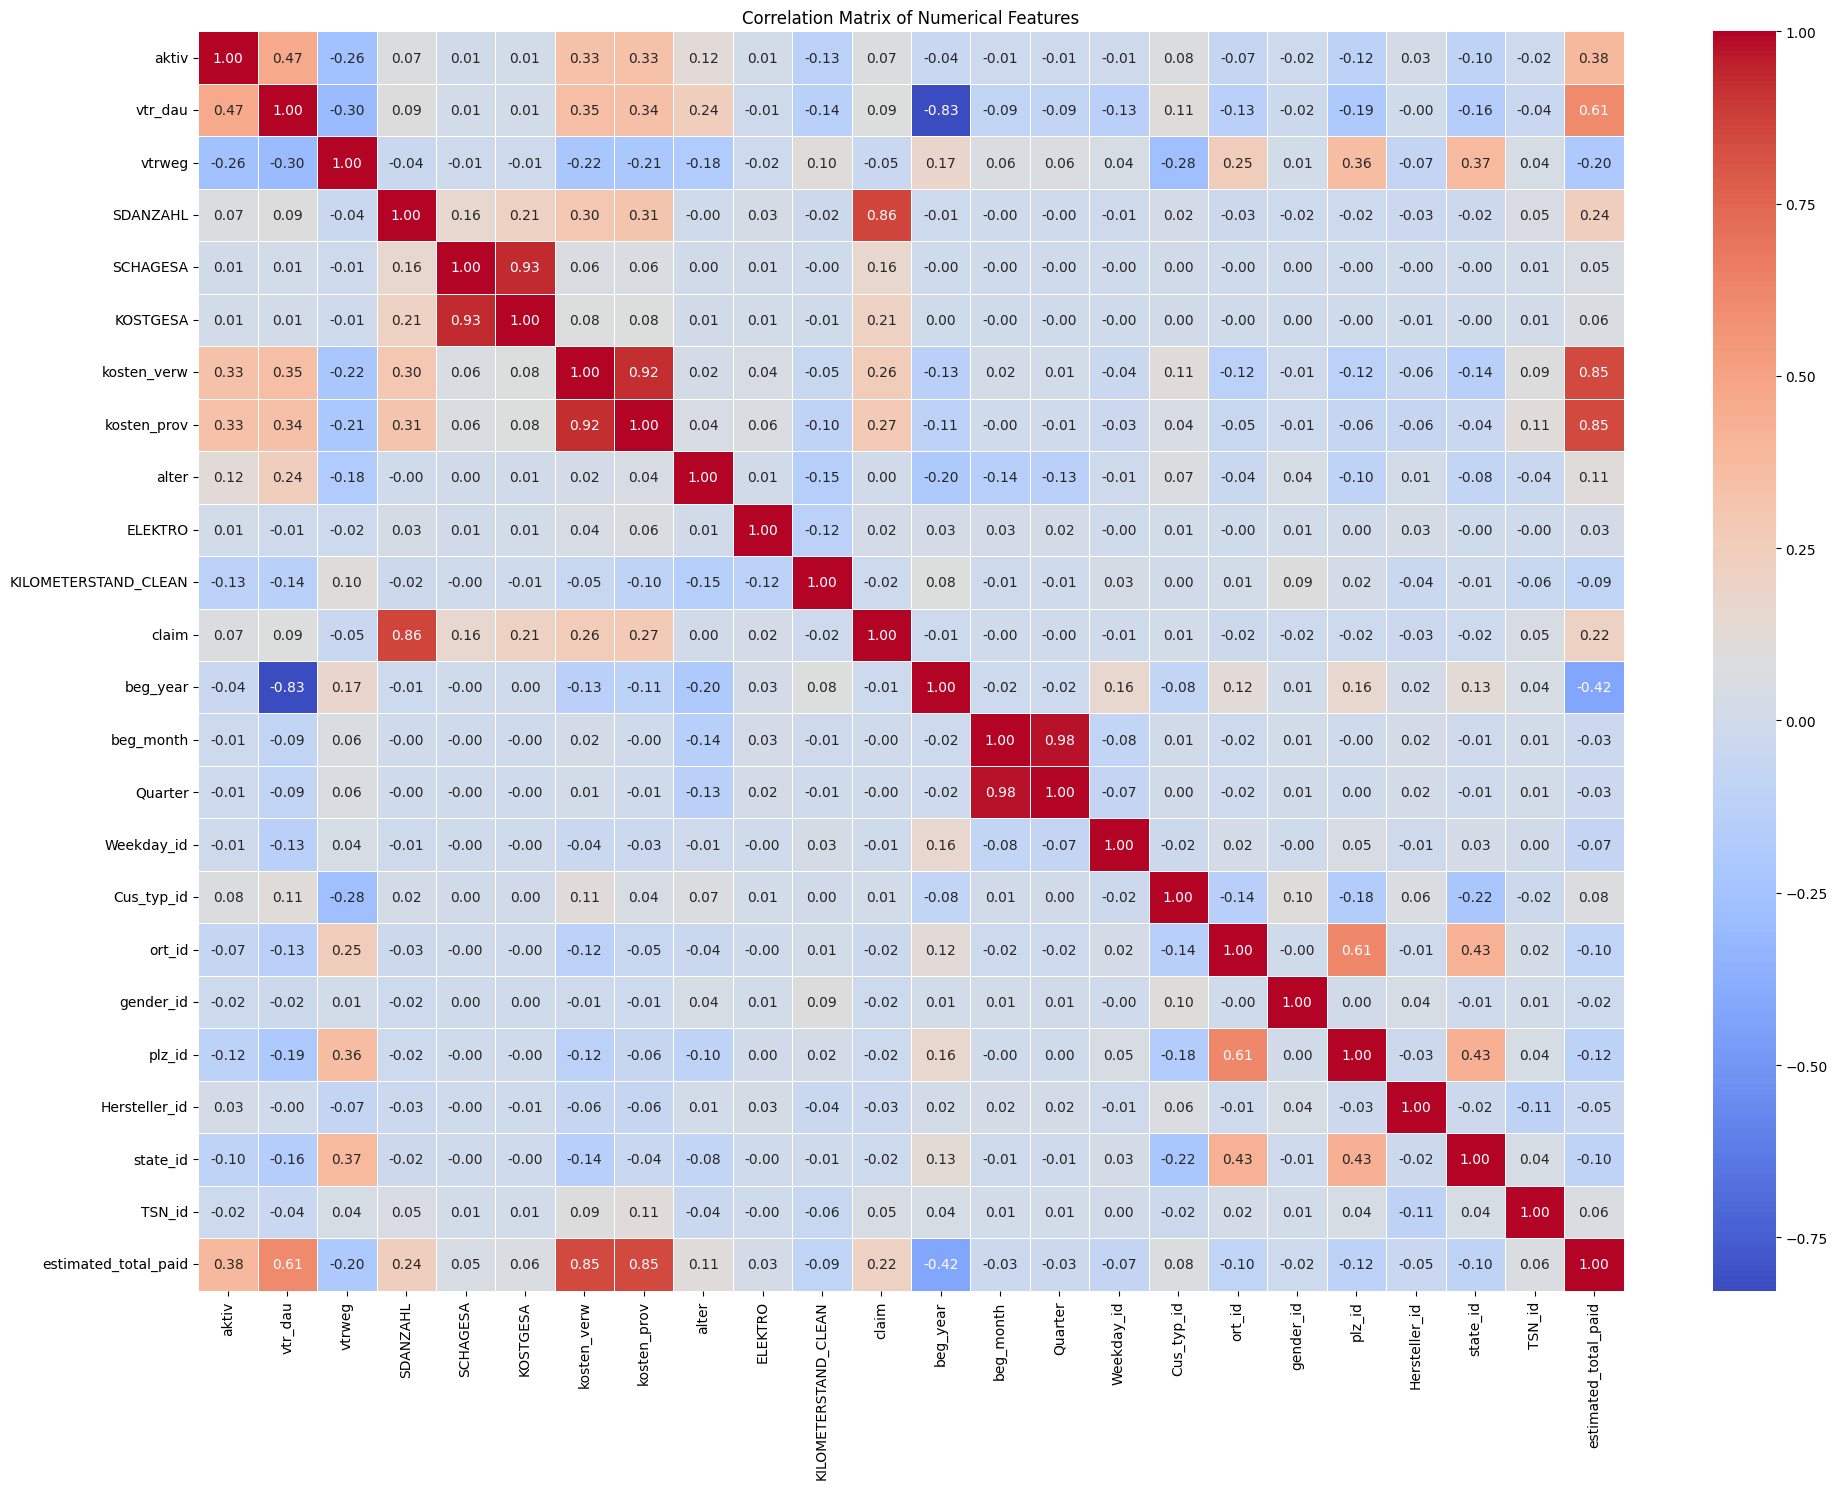 Correlation Matrix of Numerical Features
aktiv 1.00 0.47 -0.26 0.07 0.01 0.01 0.33 0.33 0.12 0.01 -0.13 0.07 -0.04 -0.01 -0.01 -0.01 0.08 -0.07 -0.02 -0.12 0.03 -0.10 -0.02 0.38
vtr_dau 0.47 1.00 -0.30 0.09 0.01 0.01 0.35 0.34 0.24 -0.01 -0.14 0.09 -0.83 -0.09 -0.09 -0.13 0.11 -0.13 -0.02 -0.19 -0.00 -0.16 -0.04 0.61
vtrweg -0.26 -0.30 1.00 -0.04 -0.01 -0.01 -0.22 -0.21 -0.18 -0.02 0.10 -0.05 0.17 0.06 0.06 0.04 -0.28 0.25 0.01 0.36 -0.07 0.37 0.04 -0.20
SDANZAHL 0.07 0.09 -0.04 1.00 0.16 0.21 0.30 0.31 -0.00 0.03 -0.02 0.86 -0.01 -0.00 -0.00 -0.01 0.02 -0.03 -0.02 -0.02 -0.03 -0.02 0.05 0.24
SCHAGESA 0.01 0.01 -0.01 0.16 1.00 0.93 0.06 0.06 0.00 0.01 -0.00 0.16 -0.00 -0.00 -0.00 -0.00 0.00 -0.00 0.00 -0.00 -0.00 -0.00 0.01 0.05
KOSTGESA 0.01 0.01 -0.01 0.21 0.93 1.00 0.08 0.08 0.01 0.01 -0.01 0.21 0.00 -0.00 -0.00 -0.00 0.00 -0.00 0.00 -0.00 -0.01 -0.00 0.01 0.06
kosten_verw 0.33 0.35 -0.22 0.30 0.06 0.08 1.00 0.92 0.02 0.04 -0.05 0.26 -0.13 0.02 0.01 -0.04 0.11 -0.12 -0.01 -0.12 -0.06 -0.14 0.09 0.85
kosten_prov 0.33 0.34 -0.21 0.31 0.06 0.08 0.92 1.00 0.04 0.06 -0.10 0.27 -0.11 -0.00 -0.01 -0.03 0.04 -0.05 -0.01 -0.06 -0.06 -0.04 0.11 0.85
alter 0.12 0.24 -0.18 -0.00 0.00 0.01 0.02 0.04 1.00 0.01 -0.15 0.00 -0.20 -0.14 -0.13 -0.01 0.07 -0.04 0.04 -0.10 0.01 -0.08 -0.04 0.11
ELEKTRO 0.01 -0.01 -0.02 0.03 0.01 0.01 0.04 0.06 0.01 1.00 -0.12 0.02 0.03 0.03 0.02 -0.00 0.01 -0.00 0.01 0.00 0.03 -0.00 -0.00 0.03
KILOMETERSTAND_CLEAN -0.13 -0.14 0.10 -0.02 -0.00 -0.01 -0.05 -0.10 -0.15 -0.12 1.00 -0.02 0.08 -0.01 -0.01 0.03 0.00 0.01 0.09 0.02 -0.04 -0.01 -0.06 -0.09
claim 0.07 0.09 -0.05 0.86 0.16 0.21 0.26 0.27 0.00 0.02 -0.02 1.00 -0.01 -0.00 -0.00 -0.01 0.01 -0.02 -0.02 -0.02 -0.03 -0.02 0.05 0.22
beg_year -0.04 -0.83 0.17 -0.01 -0.00 0.00 -0.13 -0.11 -0.20 0.03 0.08 -0.01 1.00 -0.02 -0.02 0.16 -0.08 0.12 0.01 0.16 0.02 0.13 0.04 -0.42
beg_month -0.01 -0.09 0.06 -0.00 -0.00 -0.00 0.02 -0.00 -0.14 0.03 -0.01 -0.00 -0.02 1.00 0.98 -0.08 0.01 -0.02 0.01 -0.00 0.02 -0.01 0.01 -0.03
Quarter -0.01 -0.09 0.06 -0.00 -0.00 -0.00 0.01 -0.01 -0.13 0.02 -0.01 -0.00 -0.02 0.98 1.00 -0.07 0.00 -0.02 0.01 0.00 0.02 -0.01 0.01 -0.03
Weekday_id -0.01 -0.13 0.04 -0.01 -0.00 -0.00 -0.04 -0.03 -0.01 -0.00 0.03 -0.01 0.16 -0.08 -0.07 1.00 -0.02 0.02 -0.00 0.05 -0.01 0.03 0.00 -0.07
Cus_typ_id 0.08 0.11 -0.28 0.02 0.00 0.00 0.11 0.04 0.07 0.01 0.00 0.01 -0.08 0.01 0.00 -0.02 1.00 -0.14 0.10 -0.18 0.06 -0.22 -0.02 0.08
ort_id -0.07 -0.13 0.25 -0.03 -0.00 -0.00 -0.12 -0.05 -0.04 -0.00 0.01 -0.02 0.12 -0.02 -0.02 0.02 -0.14 1.00 -0.00 0.61 -0.01 0.43 0.02 -0.10
gender_id -0.02 -0.02 0.01 -0.02 0.00 0.00 -0.01 -0.01 0.04 0.01 0.09 -0.02 0.01 0.01 0.01 -0.00 0.10 -0.00 1.00 0.00 0.04 -0.01 0.01 -0.02
plz_id -0.12 -0.19 0.36 -0.02 -0.00 -0.00 -0.12 -0.06 -0.10 0.00 0.02 -0.02 0.16 -0.00 0.00 0.05 -0.18 0.61 0.00 1.00 -0.03 0.43 0.04 -0.12
Hersteller_id 0.03 -0.00 -0.07 -0.03 -0.00 -0.01 -0.06 -0.06 0.01 0.03 -0.04 -0.03 0.02 0.02 0.02 -0.01 0.06 -0.01 0.04 -0.03 1.00 -0.02 -0.11 -0.05
state_id -0.10 -0.16 0.37 -0.02 -0.00 -0.00 -0.14 -0.04 -0.08 -0.00 -0.01 -0.02 0.13 -0.01 -0.01 0.03 -0.22 0.43 -0.01 0.43 -0.02 1.00 0.04 -0.10
TSN_id -0.02 -0.04 0.04 0.05 0.01 0.01 0.09 0.11 -0.04 -0.00 -0.06 0.05 0.04 0.01 0.01 0.00 -0.02 0.02 0.01 0.04 -0.11 0.04 1.00 0.06
estimated_total_paid 0.38 0.61 -0.20 0.24 0.05 0.06 0.85 0.85 0.11 0.03 -0.09 0.22 -0.42 -0.03 -0.03 -0.07 0.08 -0.10 -0.02 -0.12 -0.05 -0.10 0.06 1.00
aktiv
vtr_dau
vtrweg
SDANZAHL
SCHAGESA
KOSTGESA
kosten_verw
kosten_prov
alter
ELEKTRO
KILOMETERSTAND_CLEAN
claim
beg_year
beg_month
Quarter
Weekday_id
Cus_typ_id
ort_id
gender_id
plz_id
Hersteller_id
state_id
TSN_id
estimated_total_paid
1.00
0.75
0.50
0.25
0.00
−0.25
−0.50
−0.75